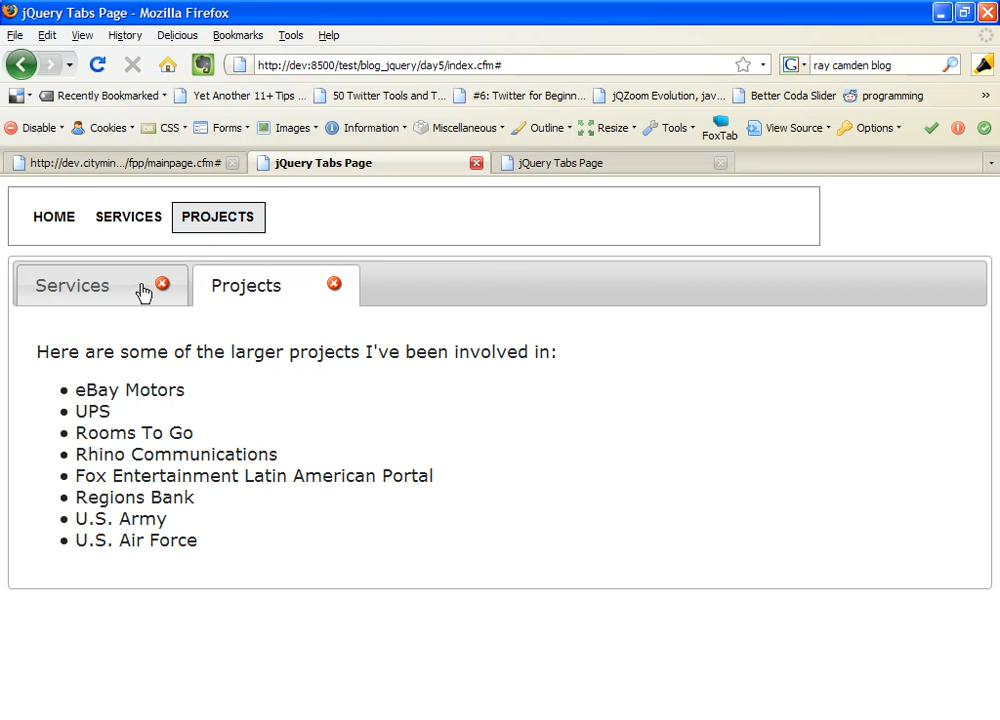 jQuery Tabs Page - Mozilla Firefox
File Edit View History Delicious Bookmarks Tools Help
http://dev:8500/test/blog_jquery/day5/index.cfm# G ray camden blog
Recently Bookmarked Yet Another 11+ Tips ... 50 Twitter Tools and T... #6: Twitter for Beginn... jQZoom Evolution, jav... Better Coda Slider programming »
Disable Cookies CSS Forms Images Information Miscellaneous Outline Resize Tools FoxTab View Source Options
http://dev.citymin.../fpp/mainpage.cfm# jQuery Tabs Page jQuery Tabs Page
HOME SERVICES PROJECTS
Services Projects
Here are some of the larger projects I've been involved in:
• eBay Motors
• UPS
• Rooms To Go
• Rhino Communications
• Fox Entertainment Latin American Portal
• Regions Bank
• U.S. Army
• U.S. Air Force